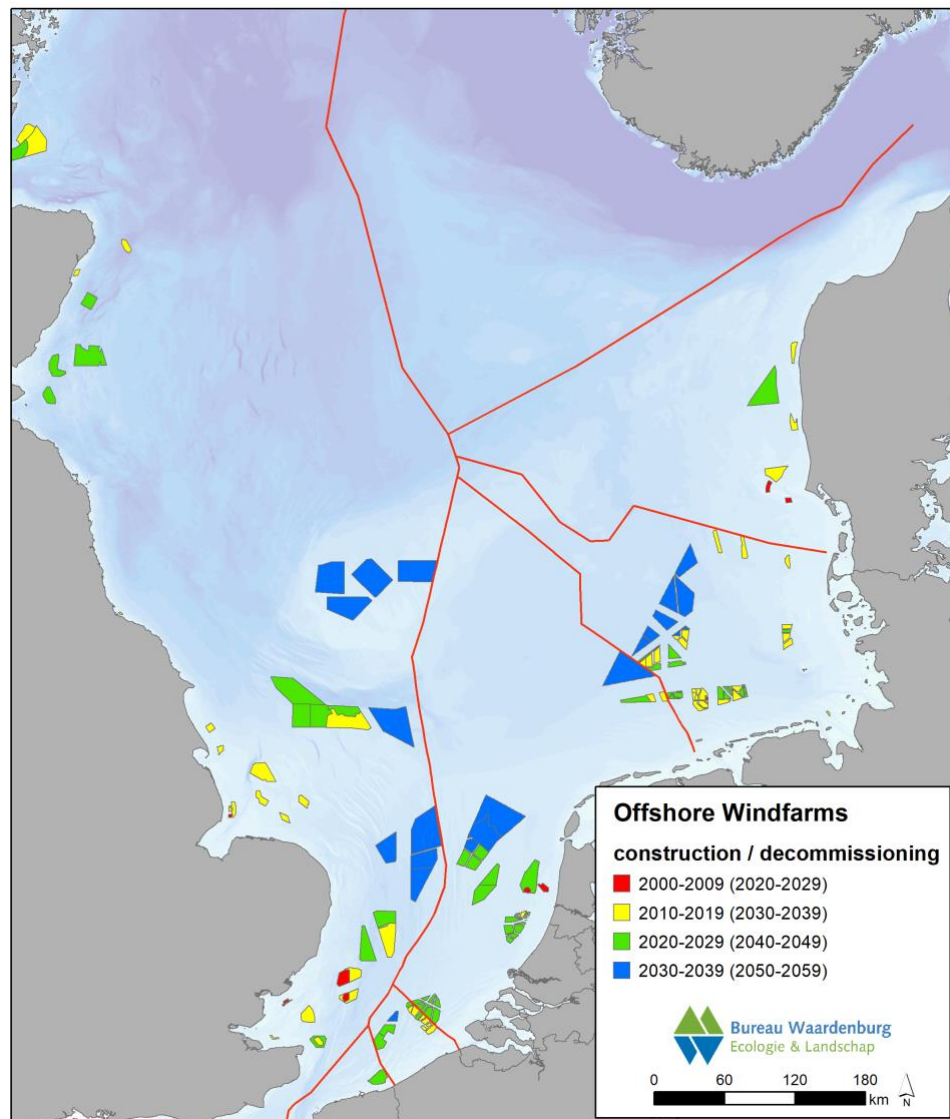 Offshore Windfarms
construction / decommissioning
2000-2009 (2020-2029)
2010-2019 (2030-2039)
2020-2029 (2040-2049)
2030-2039 (2050-2059)
Bureau Waardenburg
Ecologie & Landschap
0 60 120 180
km
N